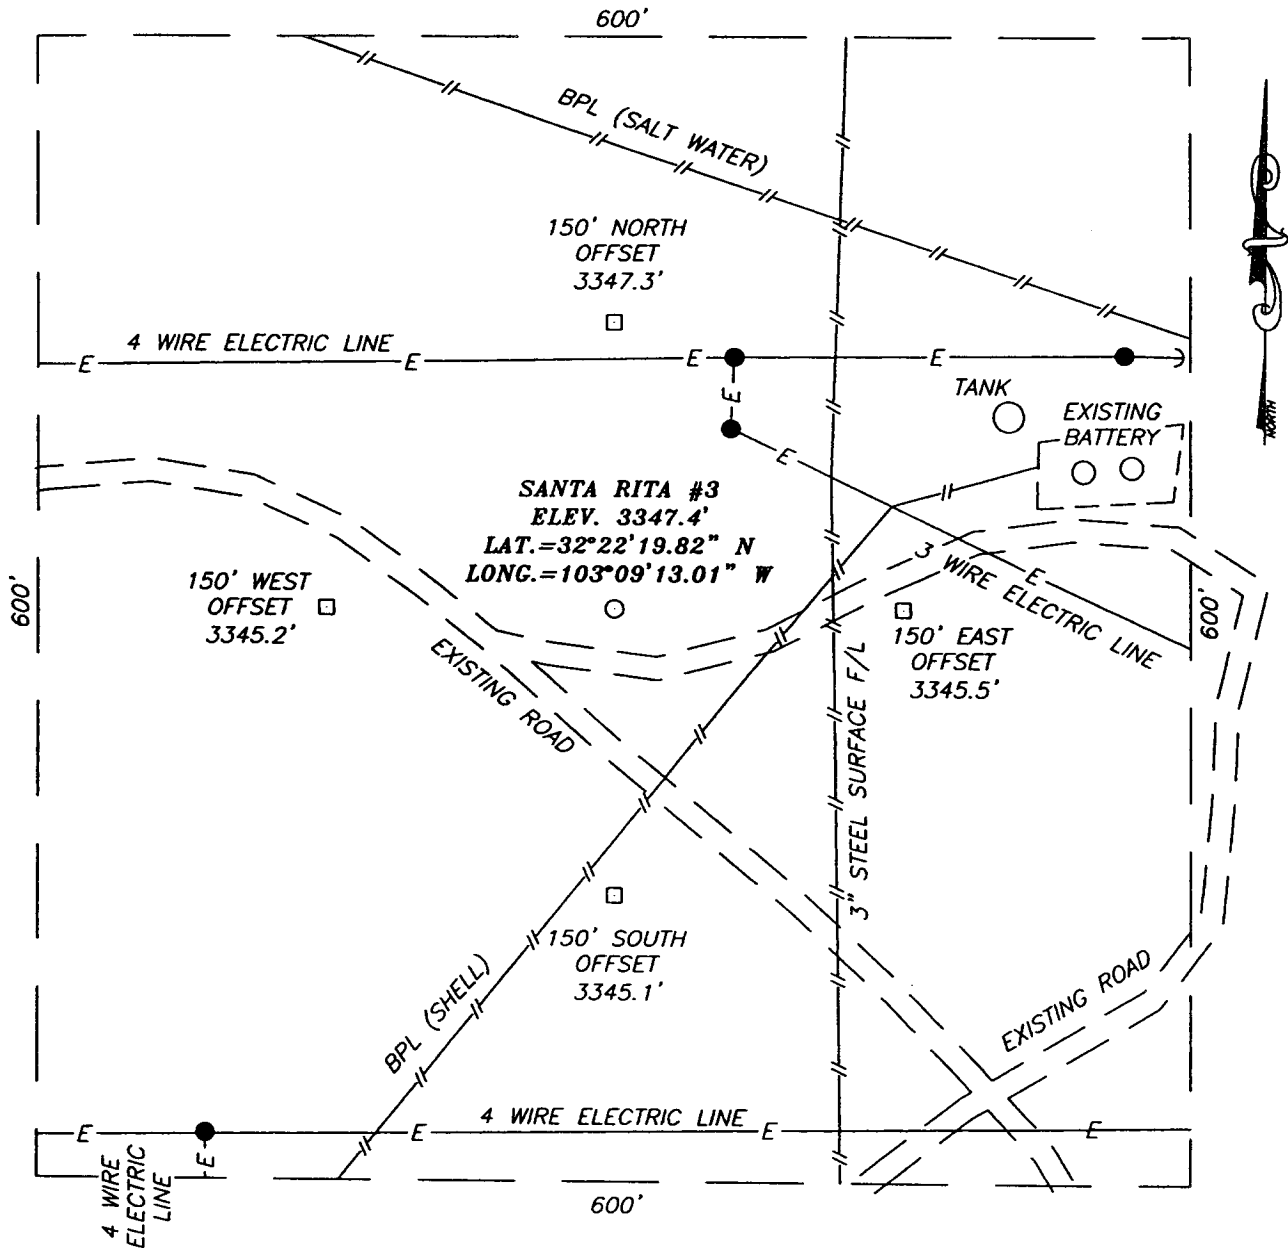 600'
BPL (SALT WATER)
150' NORTH
OFFSET
3347.3'
4 WIRE ELECTRIC LINE
E
E
E
E
E
TANK
EXISTING
BATTERY
NORTH
E
SANTA RITA #3
ELEV. 3347.4'
LAT.=32°22'19.82" N
LONG.=103°09'13.01" W
3 WIRE ELECTRIC LINE
E
150' WEST
OFFSET
3345.2'
600'
600'
150' EAST
OFFSET
3345.5'
EXISTING ROAD
3" STEEL SURFACE F/L
150' SOUTH
OFFSET
3345.1'
BPL (SHELL)
EXISTING ROAD
4 WIRE ELECTRIC LINE
E
E
E
E
E
4 WIRE
ELECTRIC
LINE
600'